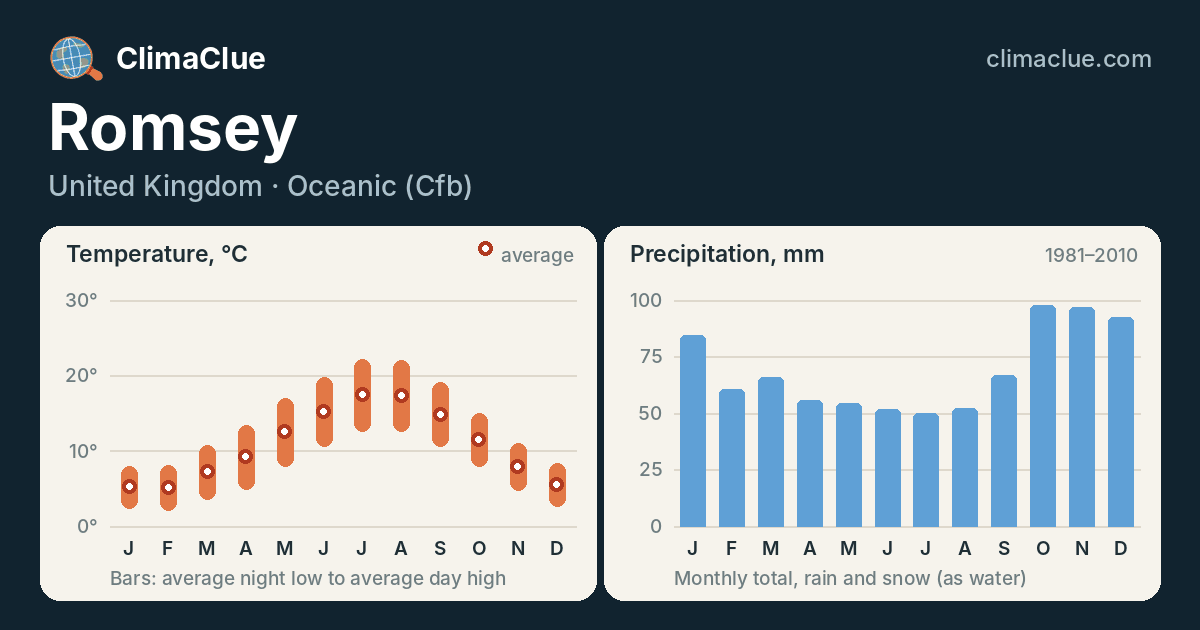 ClimaClue
climaclue.com
Romsey
United Kingdom · Oceanic (Cfb)
Temperature, °C
average
30°
20°
10°
0°
J F M A M J J A S O N D
Bars: average night low to average day high
Precipitation, mm
1981–2010
100
75
50
25
0
J F M A M J J A S O N D
Monthly total, rain and snow (as water)